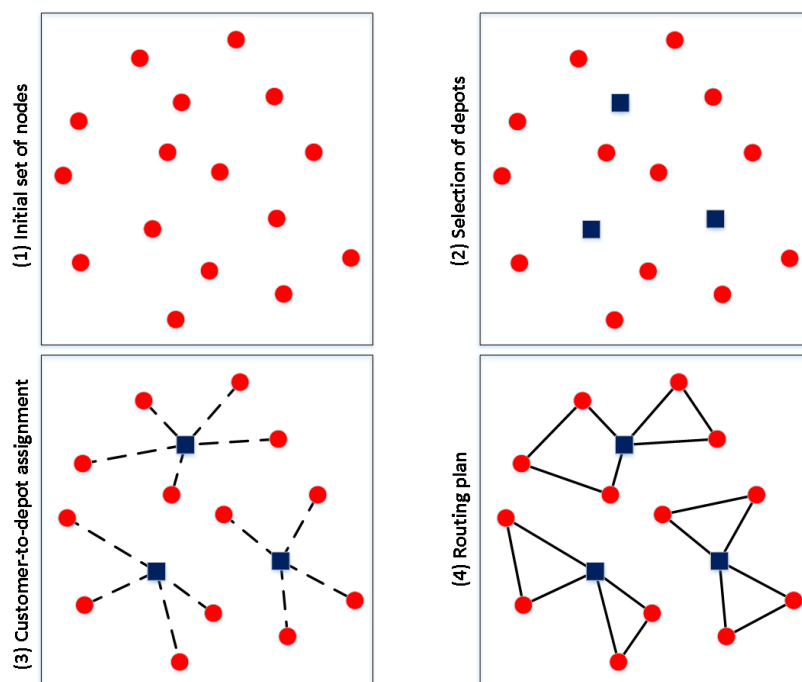 (1) Initial set of nodes
(2) Selection of depots
(3) Customer-to-depot assignment
(4) Routing plan